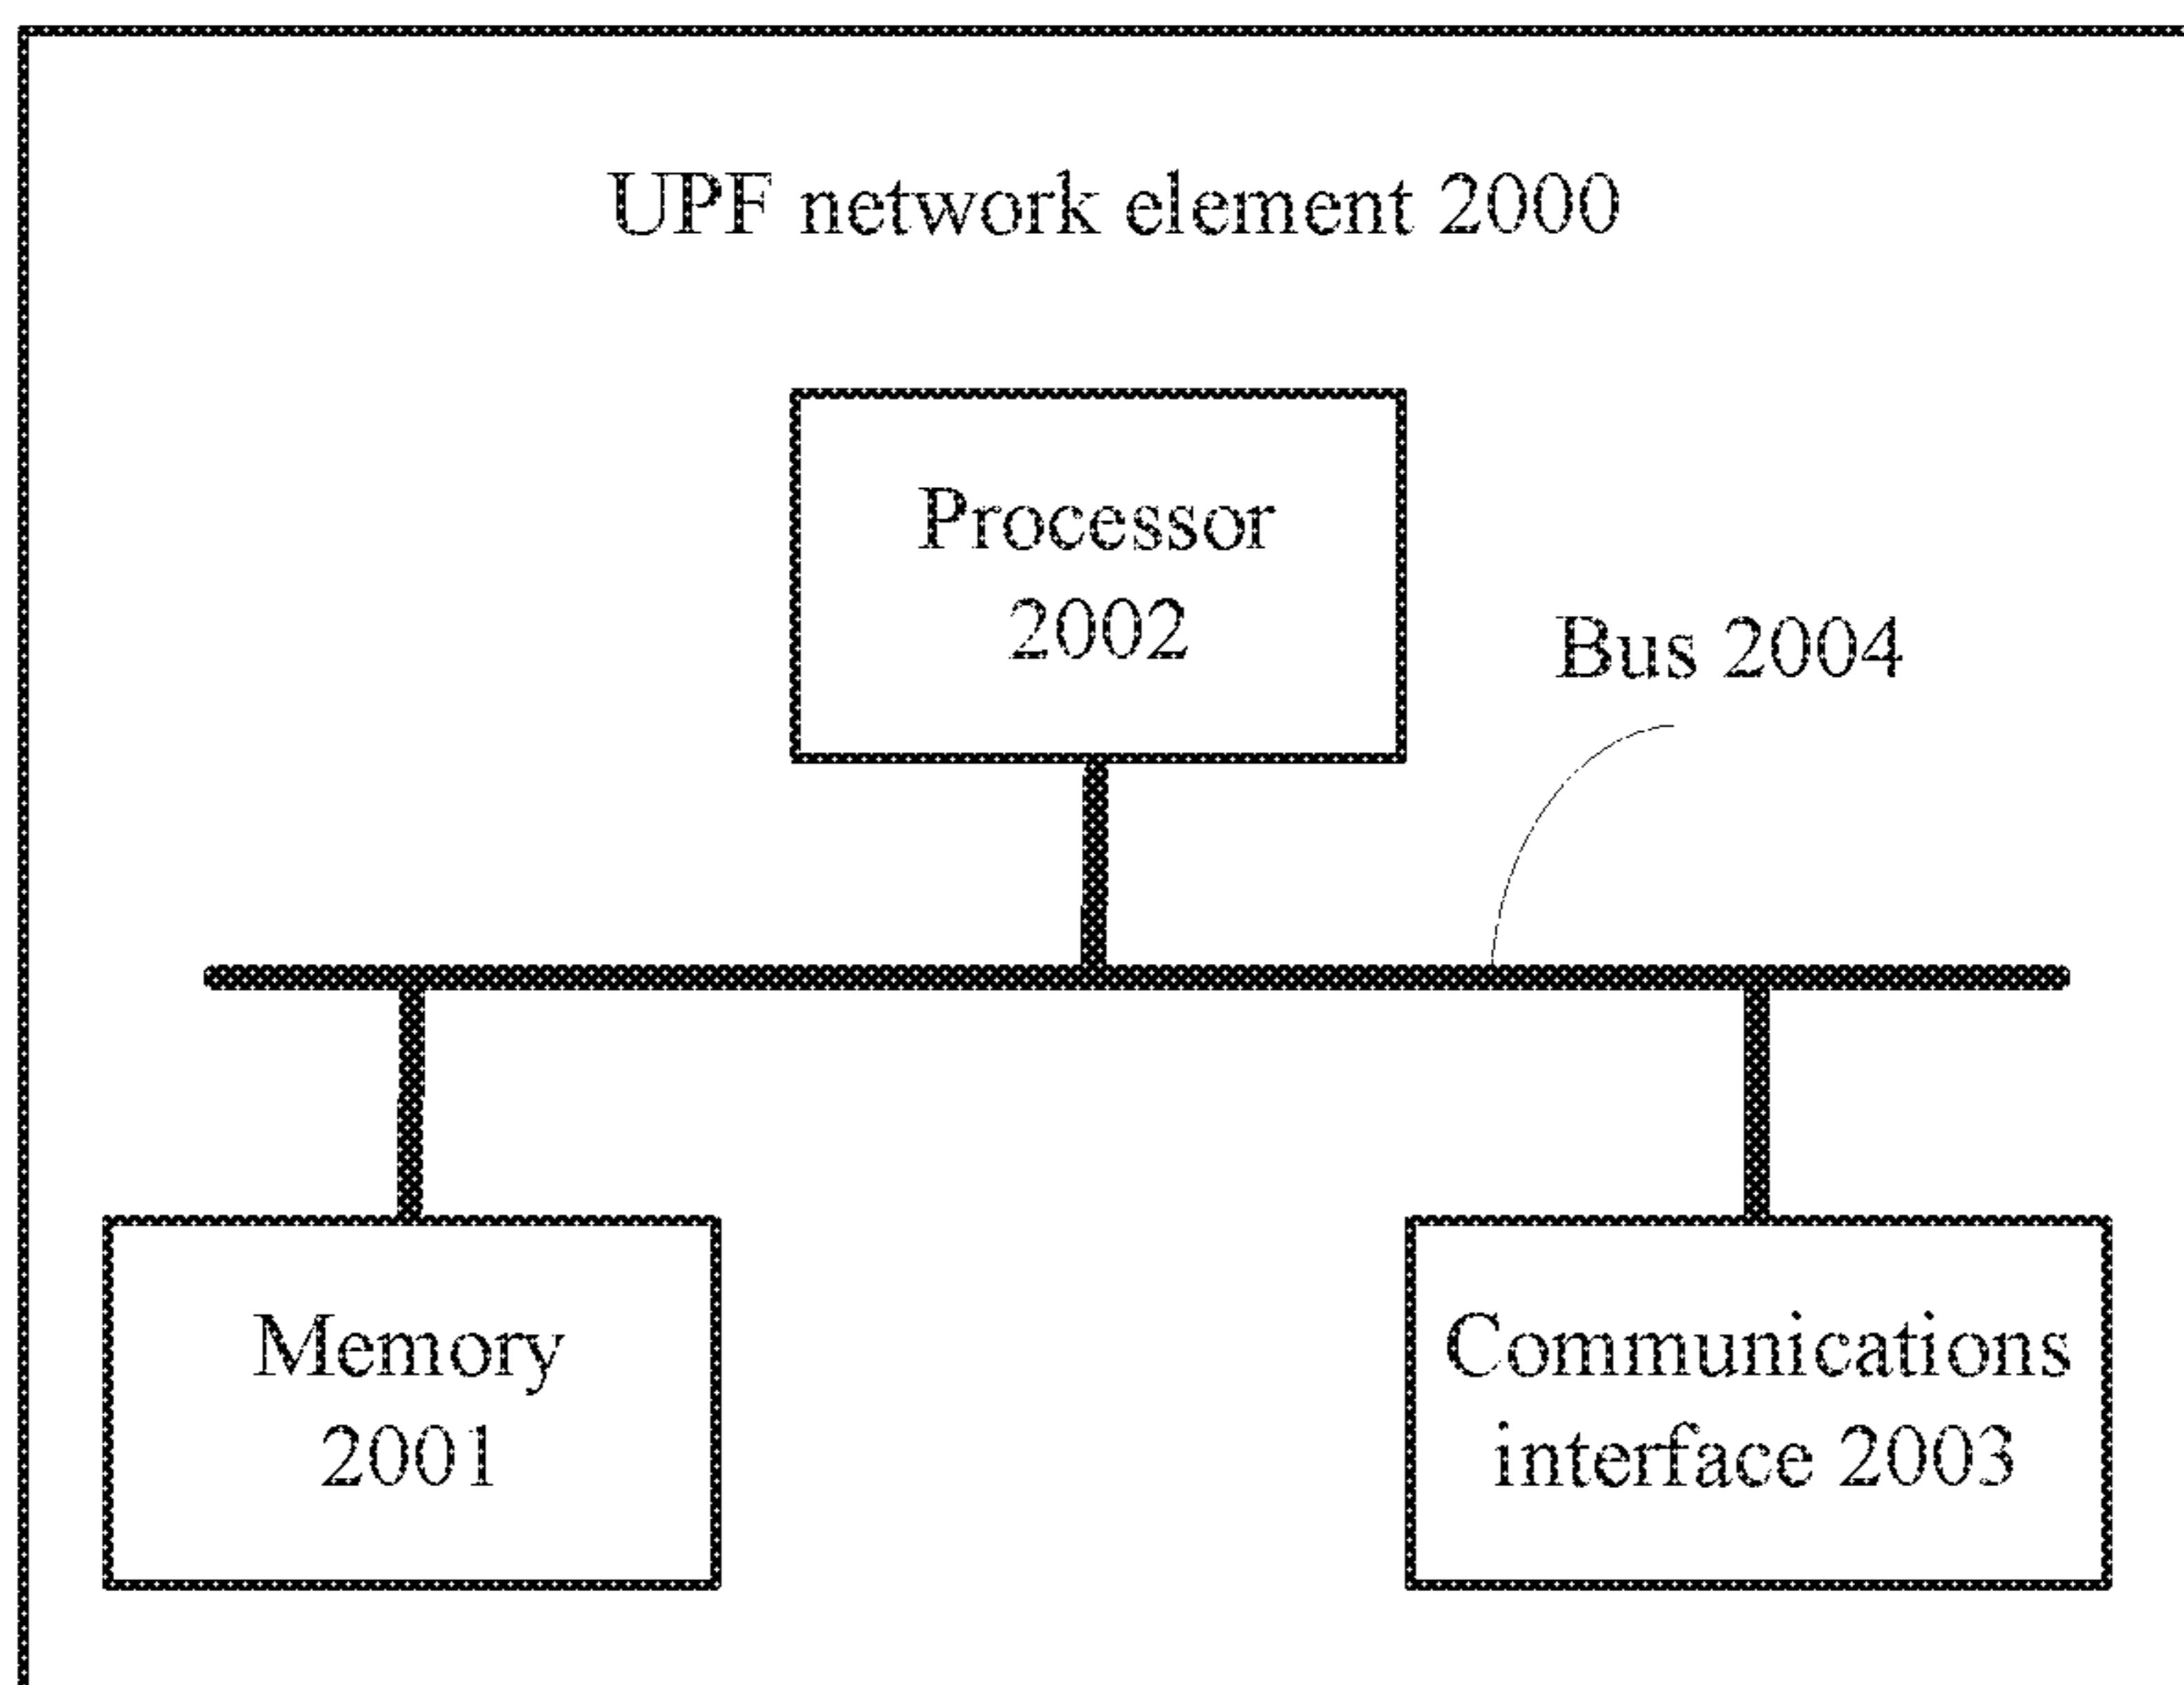 UPF network element 2000
Processor
2002
Bus 2004
Memory
2001
Communications
interface 2003